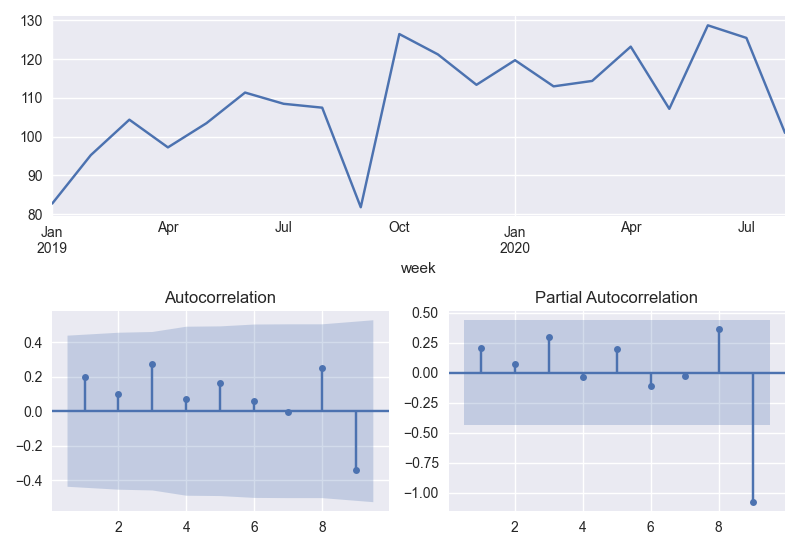 130
120
110
100
90
80
Jan
2019
Apr
Jul
Oct
Jan
2020
Apr
Jul
week
Autocorrelation
0.4
0.2
0.0
−0.2
−0.4
2
4
6
8
Partial Autocorrelation
0.50
0.25
0.00
−0.25
−0.50
−0.75
−1.00
2
4
6
8